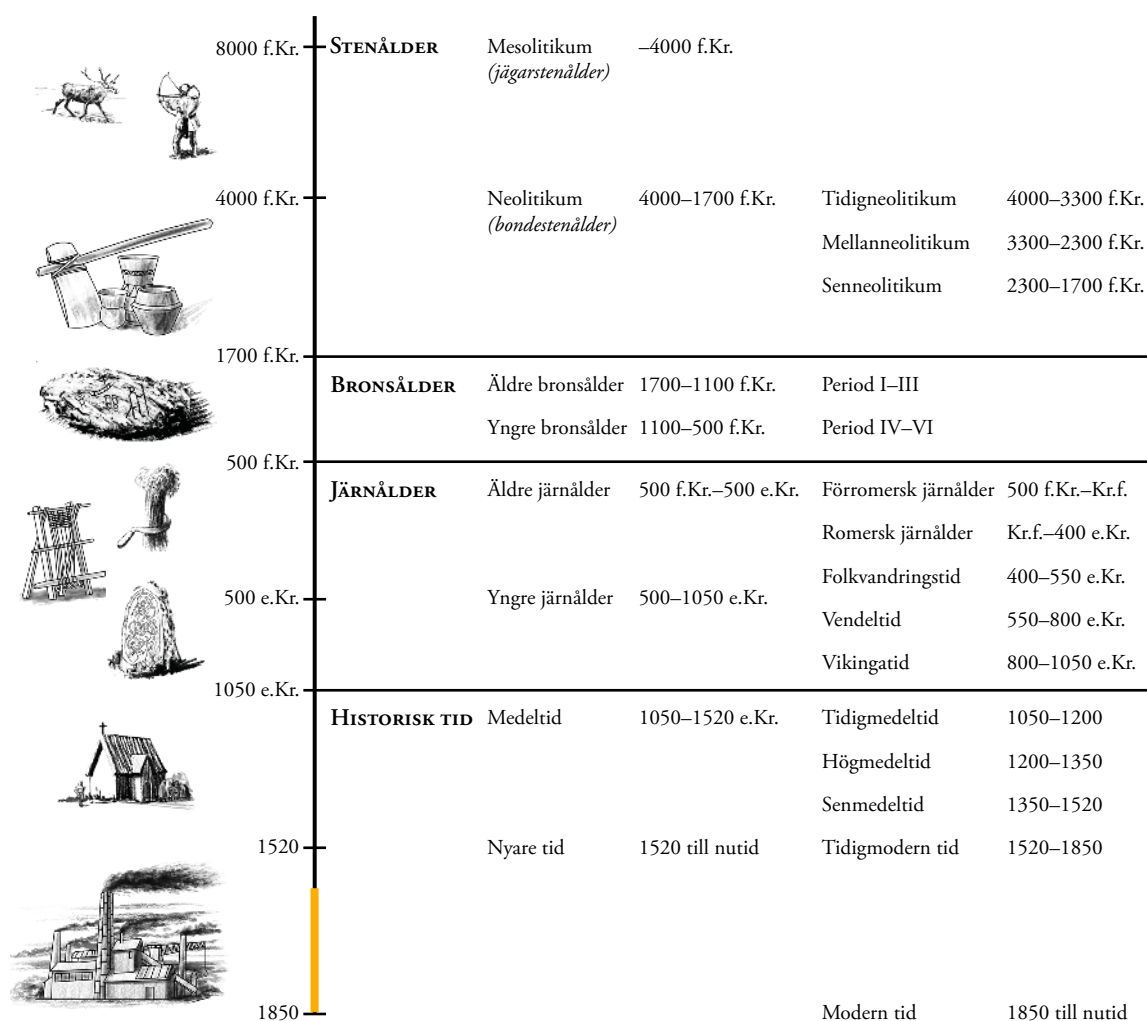 8000 f.Kr. STENÅLDER Mesolitikum –4000 f.Kr.
(jägarstenålder)
4000 f.Kr. Neolitikum 4000–1700 f.Kr. Tidigneolitikum 4000–3300 f.Kr.
(bondestenålder)
Mellanneolitikum 3300–2300 f.Kr.
Senneolitikum 2300–1700 f.Kr.
1700 f.Kr.
BRONSÅLDER Äldre bronsålder 1700–1100 f.Kr. Period I–III
Yngre bronsålder 1100–500 f.Kr. Period IV–VI
500 f.Kr.
JÄRNÅLDER Äldre järnålder 500 f.Kr.–500 e.Kr. Förromersk järnålder 500 f.Kr.–Kr.f.
Romersk järnålder Kr.f.–400 e.Kr.
Folkvandringstid 400–550 e.Kr.
500 e.Kr. Yngre järnålder 500–1050 e.Kr.
Vendeltid 550–800 e.Kr.
Vikingatid 800–1050 e.Kr.
1050 e.Kr.
HISTORISK TID Medeltid 1050–1520 e.Kr. Tidigmedeltid 1050–1200
Högmedeltid 1200–1350
Senmedeltid 1350–1520
1520 Nyare tid 1520 till nutid Tidigmodern tid 1520–1850
1850 Modern tid 1850 till nutid